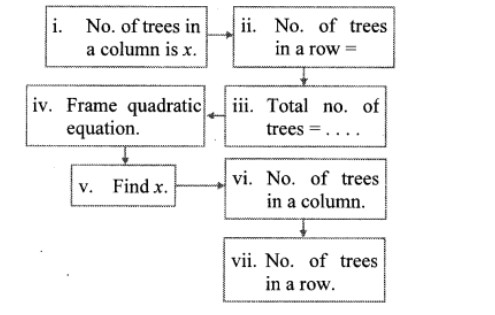 i. No. of trees in
a column is x.
ii. No. of trees
in a row =
iii. Total no. of
trees = . . . .
iv. Frame quadratic
equation.
v. Find x.
vi. No. of trees
in a column.
vii. No. of trees
in a row.